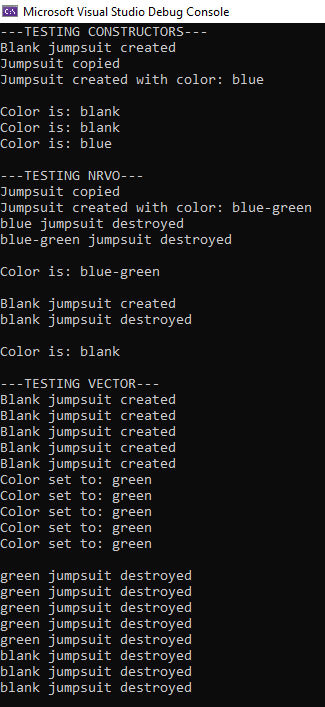 Microsoft Visual Studio Debug Console
---TESTING CONSTRUCTORS---
Blank jumpsuit created
Jumpsuit copied
Jumpsuit created with color: blue
Color is: blank
Color is: blank
Color is: blue
---TESTING NRVO---
Jumpsuit copied
Jumpsuit created with color: blue-green
blue jumpsuit destroyed
blue-green jumpsuit destroyed
Color is: blue-green
Blank jumpsuit created
blank jumpsuit destroyed
Color is: blank
---TESTING VECTOR---
Blank jumpsuit created
Blank jumpsuit created
Blank jumpsuit created
Blank jumpsuit created
Blank jumpsuit created
Color set to: green
Color set to: green
Color set to: green
Color set to: green
Color set to: green
green jumpsuit destroyed
green jumpsuit destroyed
green jumpsuit destroyed
green jumpsuit destroyed
green jumpsuit destroyed
blank jumpsuit destroyed
blank jumpsuit destroyed
blank jumpsuit destroyed